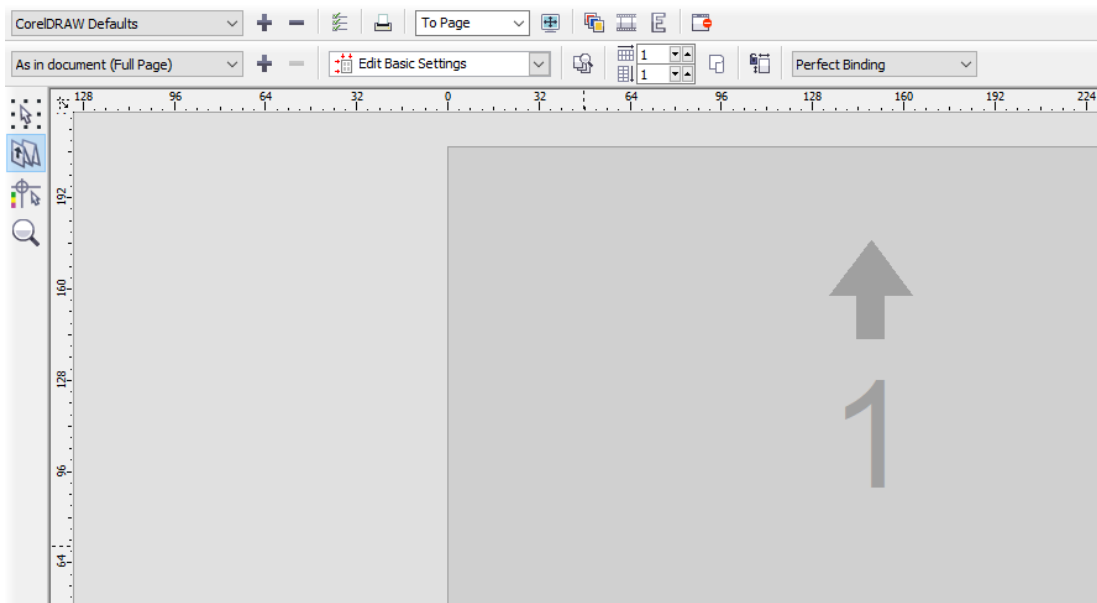 CorelDRAW Defaults To Page
As in document (Full Page) Edit Basic Settings 1 Perfect Binding
1
128 96 64 32 0 32 64 96 128 160 192 224
192
160
1
128
96
64